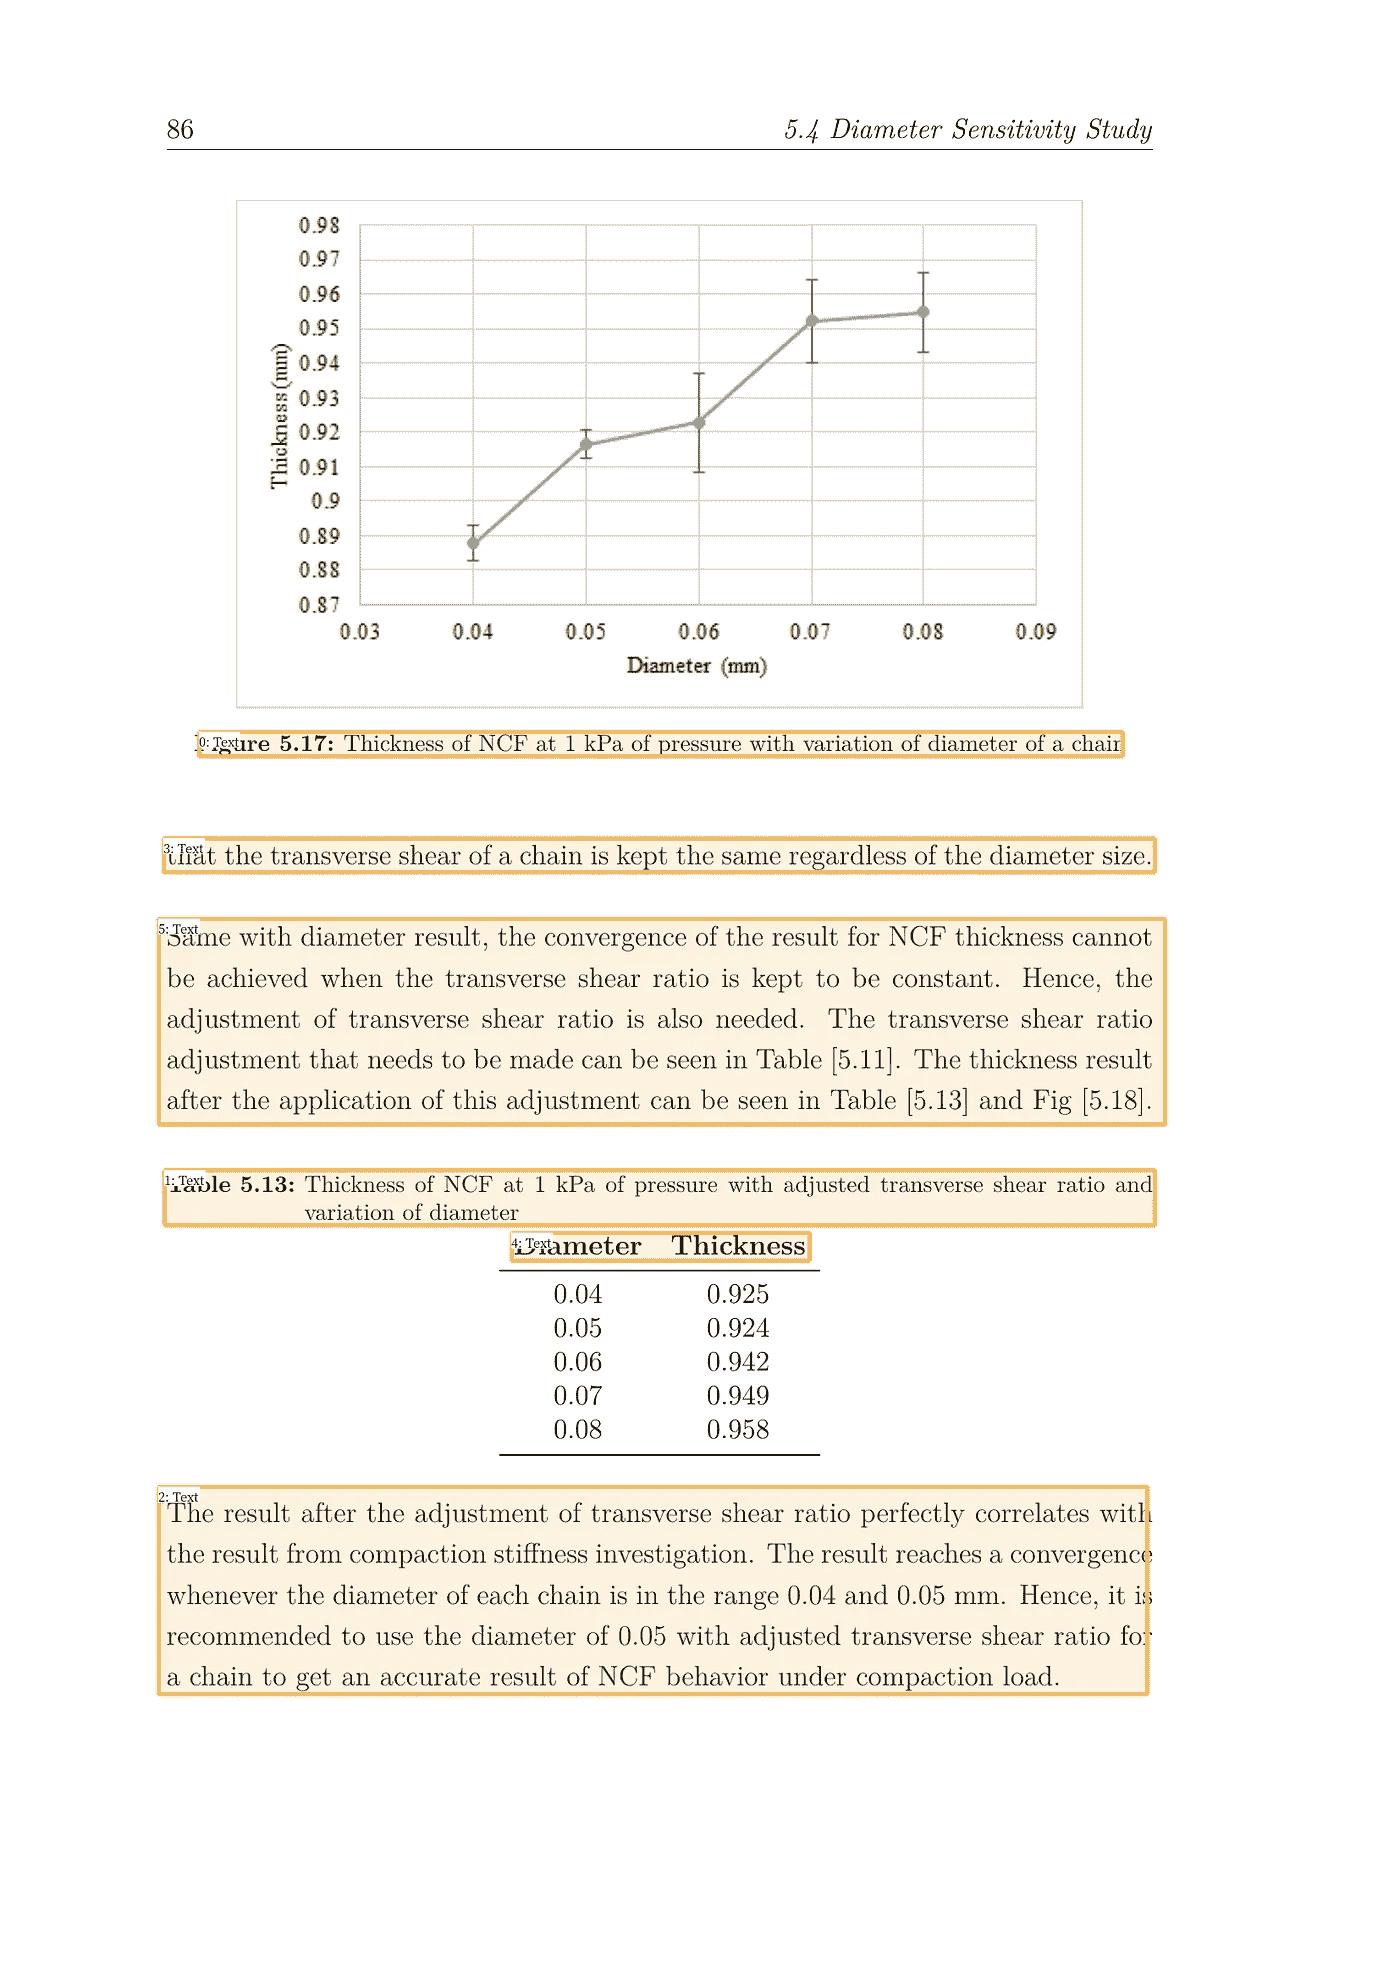 86 5.4 Diameter Sensitivity Study
0.98
0.97
0.96
0.95
0.94
0.93
0.92
0.91
0.9
0.89
0.88
0.87
Thickness (mm)
0.03 0.04 0.05 0.06 0.07 0.08 0.09
Diameter (mm)
0: Text
5.17: Thickness of NCF at 1 kPa of pressure with variation of diameter of a chain
3: Text
that the transverse shear of a chain is kept the same regardless of the diameter size.
5: Text
Same with diameter result, the convergence of the result for NCF thickness cannot
be achieved when the transverse shear ratio is kept to be constant. Hence, the
adjustment of transverse shear ratio is also needed. The transverse shear ratio
adjustment that needs to be made can be seen in Table [5.11]. The thickness result
after the application of this adjustment can be seen in Table [5.13] and Fig [5.18].
1: Text
Table 5.13: Thickness of NCF at 1 kPa of pressure with adjusted transverse shear ratio and
variation of diameter
4: Text
Diameter Thickness
0.04 0.925
0.05 0.924
0.06 0.942
0.07 0.949
0.08 0.958
2: Text
The result after the adjustment of transverse shear ratio perfectly correlates with
the result from compaction stiffness investigation. The result reaches a convergence
whenever the diameter of each chain is in the range 0.04 and 0.05 mm. Hence, it is
recommended to use the diameter of 0.05 with adjusted transverse shear ratio for
a chain to get an accurate result of NCF behavior under compaction load.